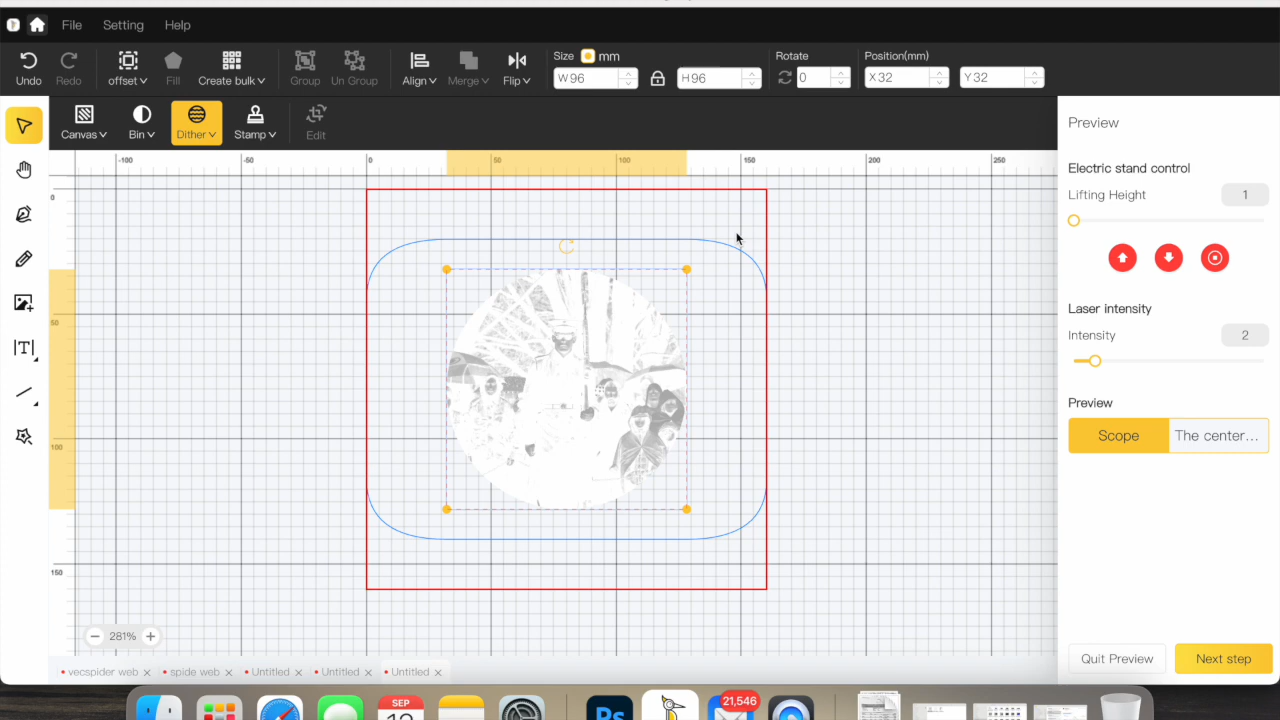 File Setting Help
Size mm Rotate Position(mm)
Undo Redo offset Fill Create bulk Group Un Group Align Merge Flip W 96 H 96 0 X 32 Y 32
Canvas Bin Dither Stamp Edit
-100 -50 0 50 100 150 200 250
0
50
100
150
281%
Preview
Electric stand control
Lifting Height 1
Laser intensity
Intensity 2
Preview
Scope The center...
Quit Preview Next step
vecspider web spide web Untitled Untitled Untitled
SEP
Ps
21,546